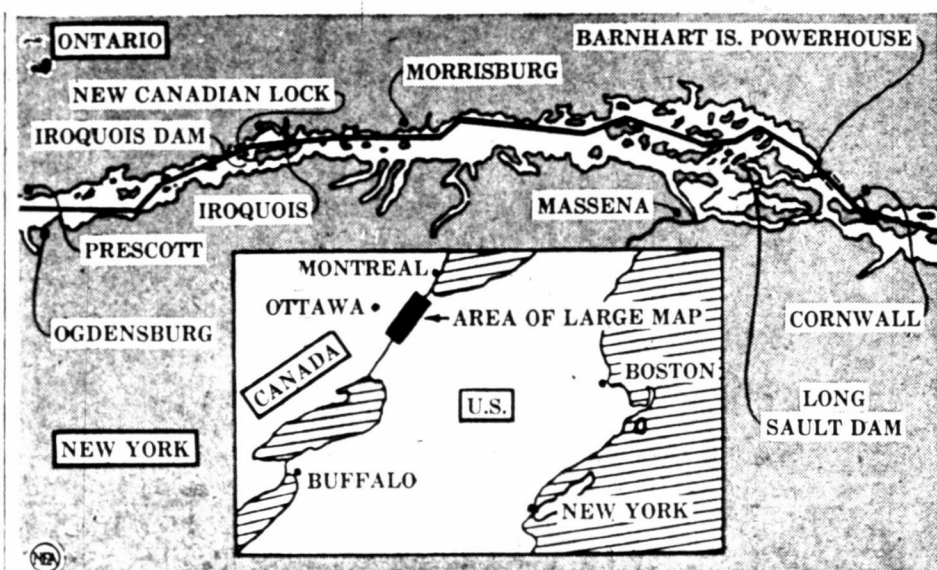 ONTARIO
BARNHART IS. POWERHOUSE
MORRISBURG
NEW CANADIAN LOCK
IROQUOIS DAM
IROQUOIS
MASSENA
PRESCOTT
MONTREAL
OTTAWA
AREA OF LARGE MAP
OGDENSBURG
CORNWALL
CANADA
BOSTON
U.S.
LONG
SAULT DAM
NEW YORK
BUFFALO
NEW YORK
NEA